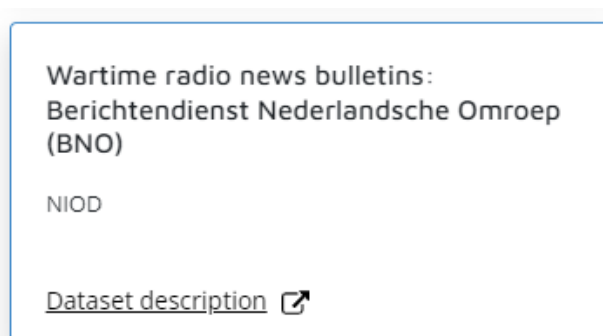 Wartime radio news bulletins:
Berichtendienst Nederlandsche Omroep
(BNO)
NIOD
Dataset description